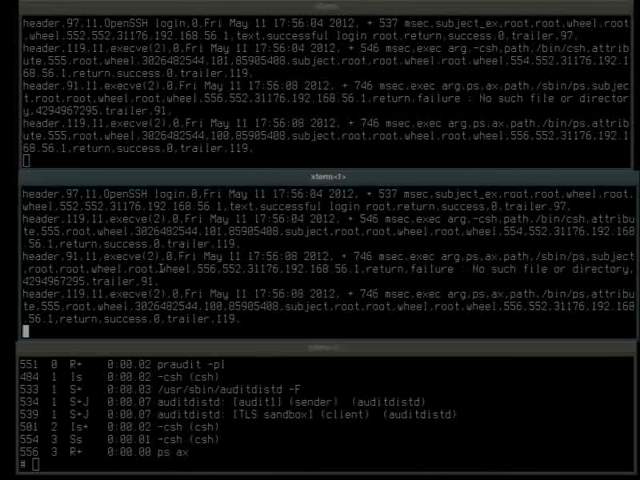 header,97,11,OpenSSH login,0,Fri May 11 17:56:04 2012, + 537 msec,subject_ex,root,root,wheel,root
,wheel,552,552,31176,192.168.56.1,text,successful login root,return,success,0,trailer,97,
header,119,11,execve(2),0,Fri May 11 17:56:04 2012, + 546 msec,exec arg,-csh,path,/bin/csh,attrib
ute,555,root,wheel,3026482544,101,85905408,subject,root,root,wheel,root,wheel,554,552,31176,192.1
68.56.1,return,success,0,trailer,119,
header,91,11,execve(2),0,Fri May 11 17:56:08 2012, + 746 msec,exec arg,ps,ax,path,/sbin/ps,subjec
t,root,root,wheel,root,wheel,556,552,31176,192.168.56.1,return,failure : No such file or director
y,4294967295,trailer,91,
header,119,11,execve(2),0,Fri May 11 17:56:08 2012, + 746 msec,exec arg,ps,ax,path,/bin/ps,attrib
ute,555,root,wheel,3026482544,100,85905408,subject,root,root,wheel,root,wheel,556,552,31176,192.1
68.56.1,return,success,0,trailer,119,
xterm<1>
header,97,11,OpenSSH login,0,Fri May 11 17:56:04 2012, + 537 msec,subject_ex,root,root,wheel,root,
wheel,552,552,31176,192.168.56.1,text,successful login root,return,success,0,trailer,97,
header,119,11,execve(2),0,Fri May 11 17:56:04 2012, + 546 msec,exec arg,-csh,path,/bin/csh,attribu
te,555,root,wheel,3026482544,101,85905408,subject,root,root,wheel,root,wheel,554,552,31176,192.168
.56.1,return,success,0,trailer,119,
header,91,11,execve(2),0,Fri May 11 17:56:08 2012, + 746 msec,exec arg,ps,ax,path,/sbin/ps,subject
,root,root,wheel,root,wheel,556,552,31176,192.168.56.1,return,failure : No such file or directory,
4294967295,trailer,91,
header,119,11,execve(2),0,Fri May 11 17:56:08 2012, + 746 msec,exec arg,ps,ax,path,/bin/ps,attribu
te,555,root,wheel,3026482544,100,85905408,subject,root,root,wheel,root,wheel,556,552,31176,192.168
.56.1,return,success,0,trailer,119,
551 0 R+ 0:00.02 praudit -pl
484 1 Is 0:00.02 -csh (csh)
533 1 S+ 0:00.03 /usr/sbin/auditdistd -F
534 1 S+J 0:00.07 auditdistd: [audit1] (sender) (auditdistd)
539 1 S+J 0:00.07 auditdistd: [TLS sandbox] (client) (auditdistd)
501 2 Is+ 0:00.02 -csh (csh)
554 3 Ss 0:00.01 -csh (csh)
556 3 R+ 0:00.00 ps ax
#